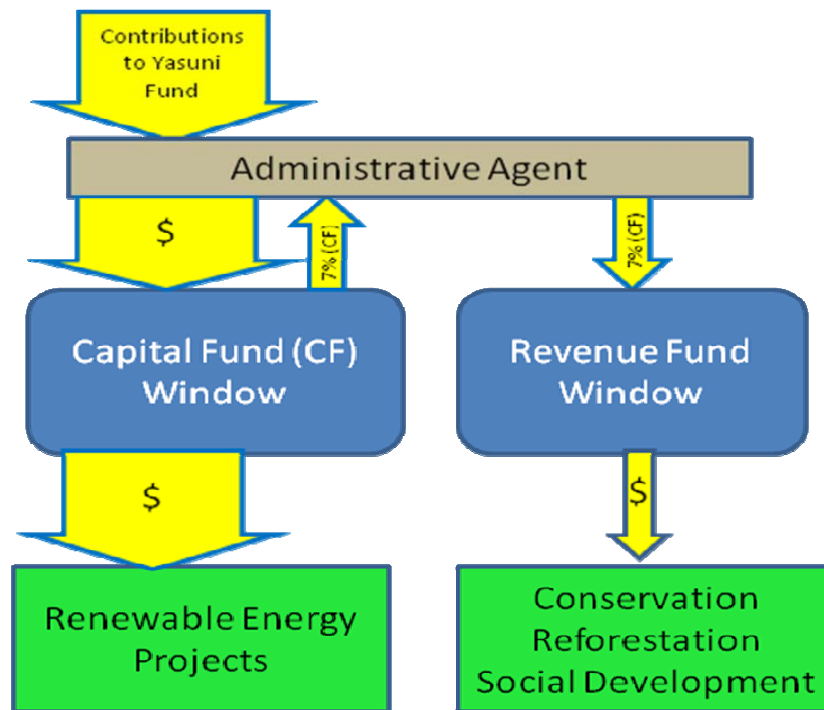 Contributions
to Yasuni
Fund
Administrative Agent
$
7% (CF)
7% (CF)
Capital Fund (CF)
Window
Revenue Fund
Window
$
$
Renewable Energy
Projects
Conservation
Reforestation
Social Development